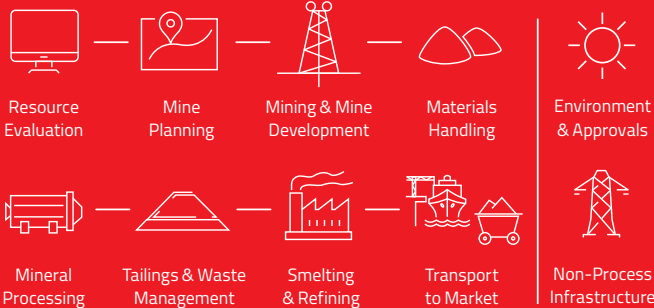 Resource
Evaluation
Mine
Planning
Mining & Mine
Development
Materials
Handling
Environment
& Approvals
Mineral
Processing
Tailings & Waste
Management
Smelting
& Refining
Transport
to Market
Non-Process
Infrastructure